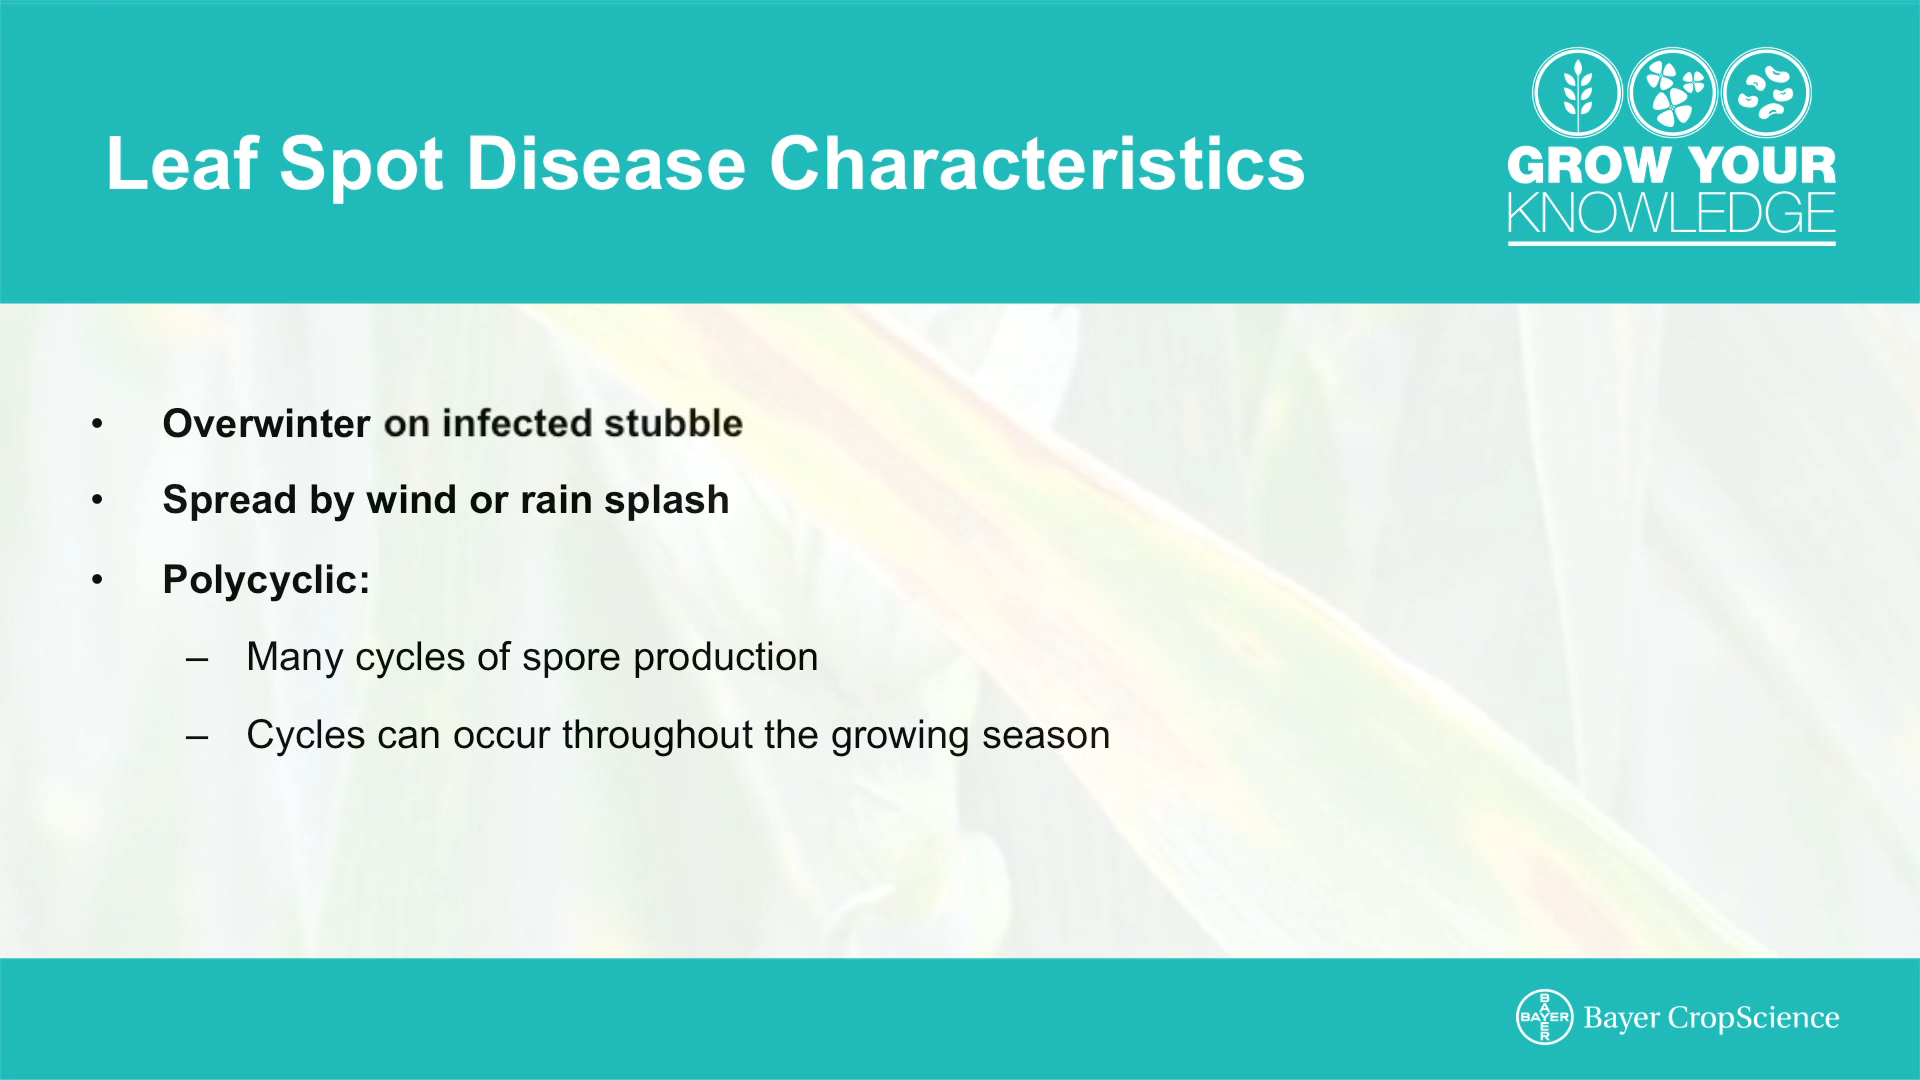 Leaf Spot Disease Characteristics
GROW YOUR
KNOWLEDGE
• Overwinter on infected stubble
• Spread by wind or rain splash
• Polycyclic:
– Many cycles of spore production
– Cycles can occur throughout the growing season
BAYER
BAYER
Bayer CropScience